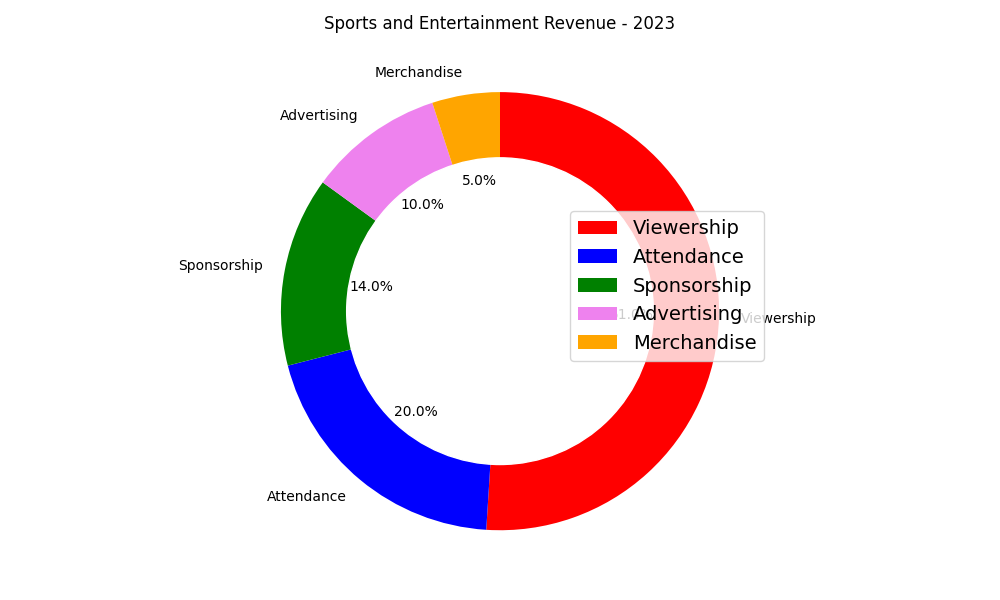 Sports and Entertainment Revenue - 2023
Merchandise
Advertising
Sponsorship
Attendance
Viewership
5.0%
10.0%
14.0%
20.0%
Viewership
Attendance
Sponsorship
Advertising
Merchandise